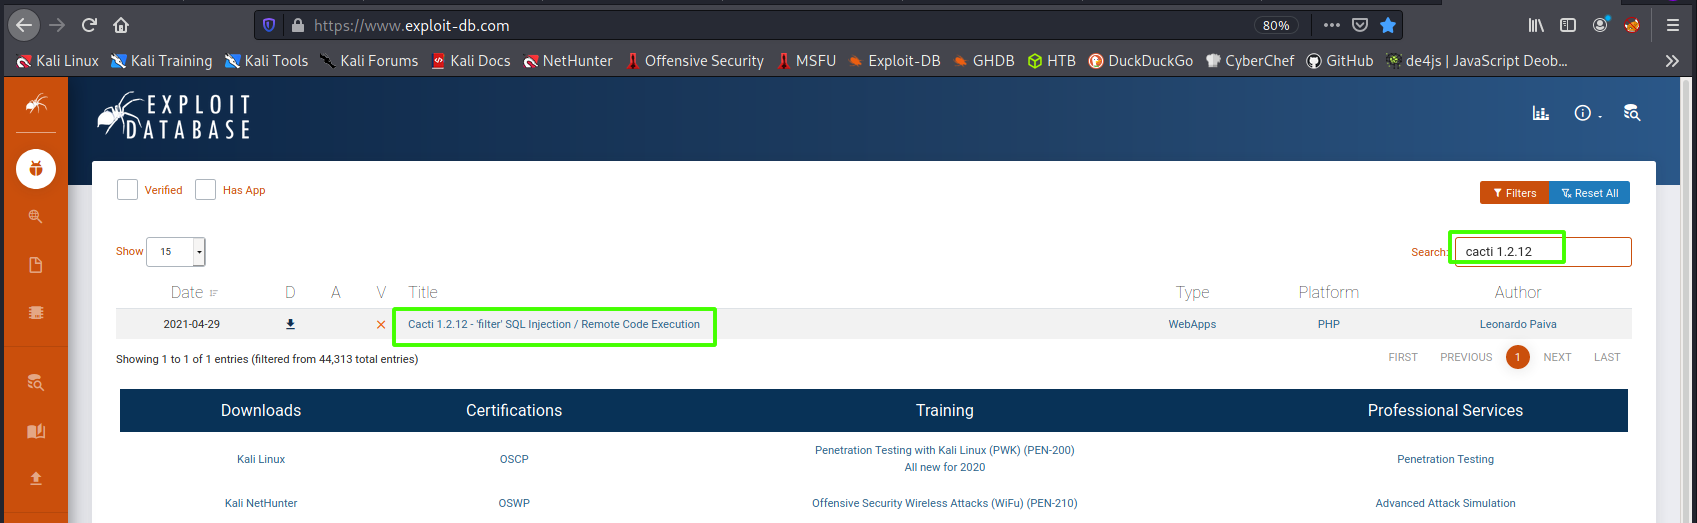 https://www.exploit-db.com 80%
Kali Linux Kali Training Kali Tools Kali Forums Kali Docs NetHunter Offensive Security MSFU Exploit-DB GHDB HTB DuckDuckGo CyberChef GitHub de4js | JavaScript Deob…
EXPLOIT
DATABASE
Verified Has App Filters Reset All
Show 15 Search: cacti 1.2.12
Date D A V Title Type Platform Author
2021-04-29 Cacti 1.2.12 - 'filter' SQL Injection / Remote Code Execution WebApps PHP Leonardo Paiva
Showing 1 to 1 of 1 entries (filtered from 44,313 total entries) FIRST PREVIOUS 1 NEXT LAST
Downloads Certifications Training Professional Services
Kali Linux OSCP Penetration Testing with Kali Linux (PWK) (PEN-200) Penetration Testing
All new for 2020
Kali NetHunter OSWP Offensive Security Wireless Attacks (WiFu) (PEN-210) Advanced Attack Simulation